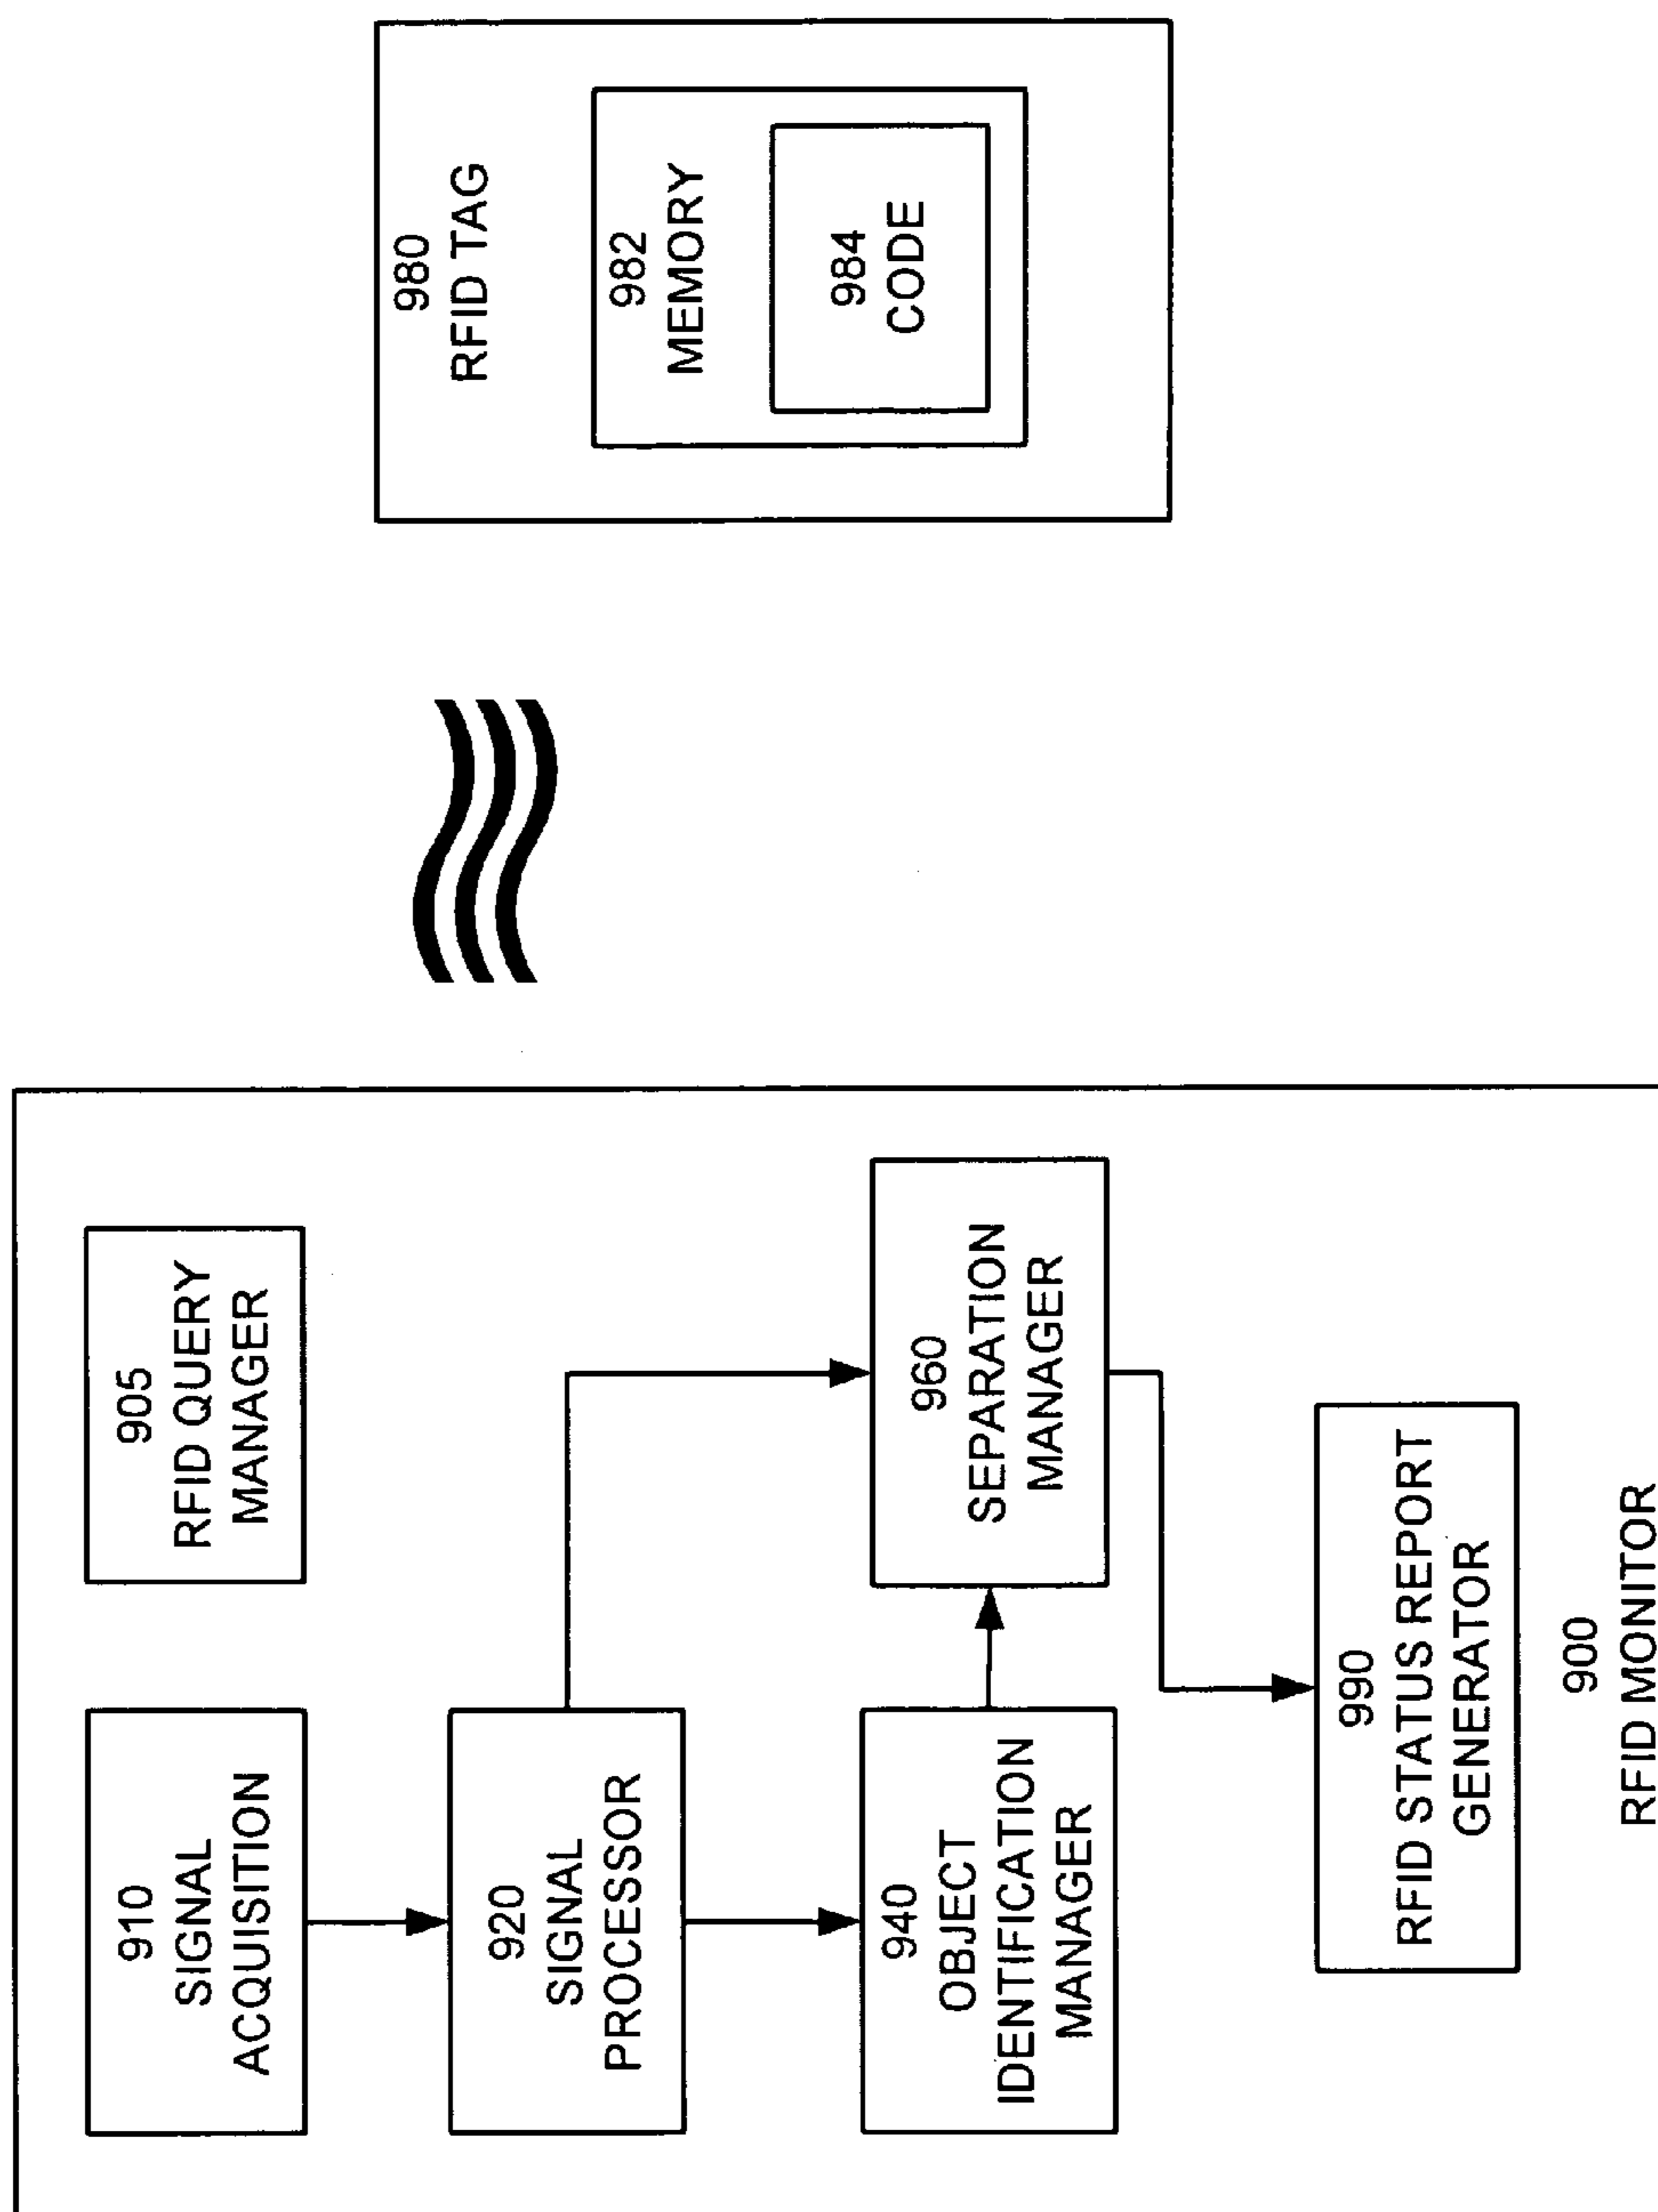 910
SIGNAL
ACQUISITION
905
RFID QUERY
MANAGER
920
SIGNAL
PROCESSOR
940
OBJECT
IDENTIFICATION
MANAGER
960
SEPARATION
MANAGER
990
RFID STATUS REPORT
GENERATOR
900
RFID MONITOR
980
RFID TAG
982
MEMORY
984
CODE